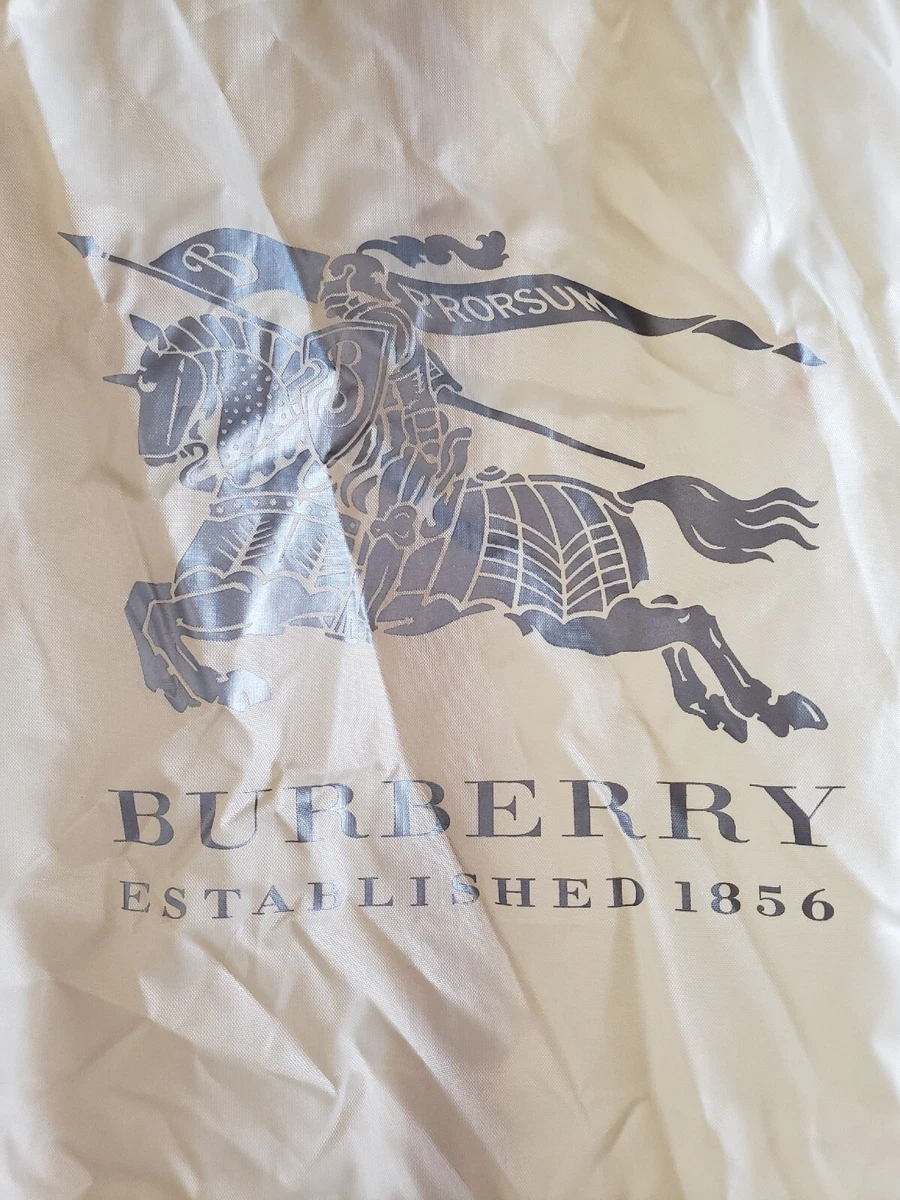 B
PRORSUM
B
BURBERRY
ESTABLISHED 1856